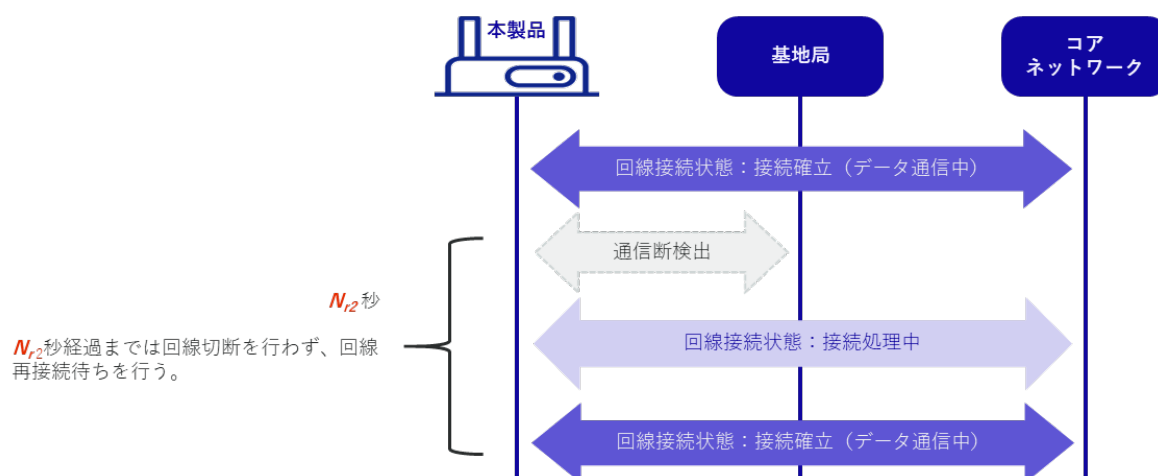 本製品
基地局
コア
ネットワーク
回線接続状態：接続確立（データ通信中）
通信断検出
Nr2 秒
Nr2秒経過までは回線切断を行わず、回線
再接続待ちを行う。
回線接続状態：接続処理中
回線接続状態：接続確立（データ通信中）